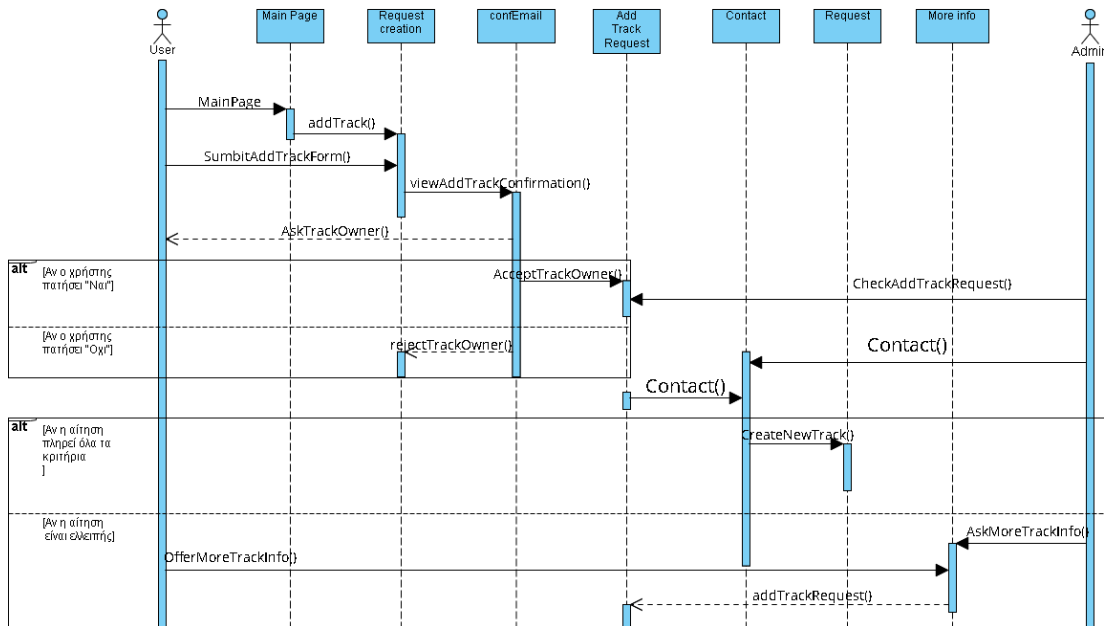 Main Page
Request
creation
confEmail
Add
Track
Request
Contact
Request
More info
User
Admin
MainPage
addTrack()
SumbitAddTrackForm()
viewAddTrackConfirmation()
AskTrackOwner()
alt
[Αν ο χρήστης
πατήσει "Ναι"]
AcceptTrackOwner()
CheckAddTrackRequest()
[Αν ο χρήστης
πατήσει "Οχι"]
rejectTrackOwner()
Contact()
Contact()
alt
[Αν η αίτηση
πληρεί όλα τα
κριτήρια
]
CreateNewTrack()
[Αν η αίτηση
είναι ελλειπής]
AskMoreTrackInfo()
OfferMoreTrackInfo()
addTrackRequest()